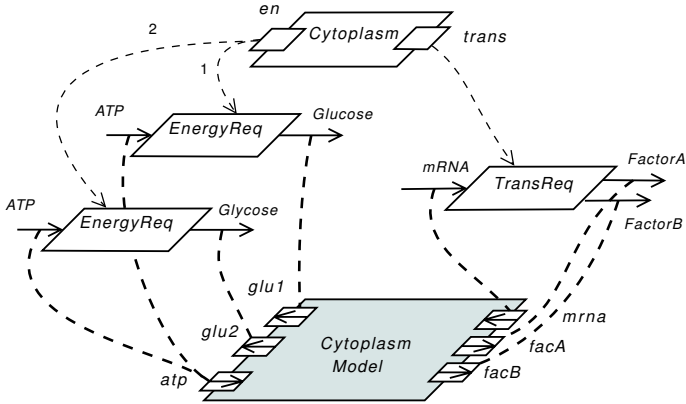 en
2
Cytoplasm
trans
1
ATP
EnergyReq
Glucose
mRNA
TransReq
FactorA
ATP
EnergyReq
Glycose
FactorB
glu1
mrna
glu2
Cytoplasm
Model
facA
atp
facB